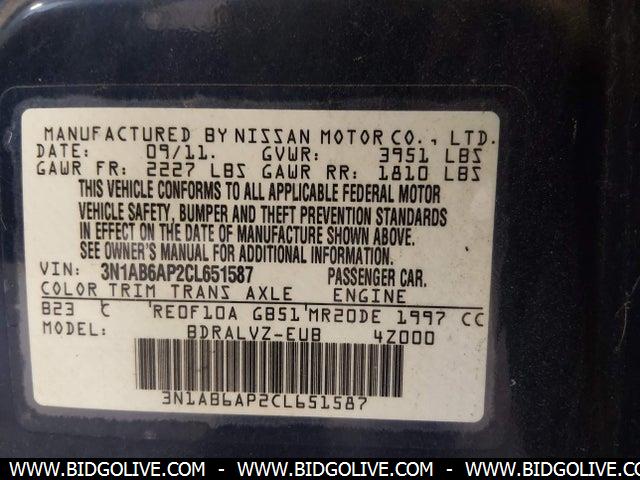 MANUFACTURED BY NISSAN MOTOR CO., LTD.
DATE: 09/11. GVWR: 3951 LBS
GAWR FR: 2227 LBS GAWR RR: 1810 LBS
THIS VEHICLE CONFORMS TO ALL APPLICABLE FEDERAL MOTOR
VEHICLE SAFETY, BUMPER AND THEFT PREVENTION STANDARDS
IN EFFECT ON THE DATE OF MANUFACTURE SHOWN ABOVE.
SEE OWNER'S MANUAL FOR ADDITIONAL INFORMATION.
VIN: 3N1AB6AP2CL651587 PASSENGER CAR.
COLOR TRIM TRANS AXLE ENGINE
B23 C RE0F10A GB51 MR20DE 1997 CC
MODEL: BDRALVZ-EUB 4Z000
3N1AB6AP2CL651587
WWW.BIDGOLIVE.COM - WWW.BIDGOLIVE.COM - WWW.BIDGOLIVE.COM